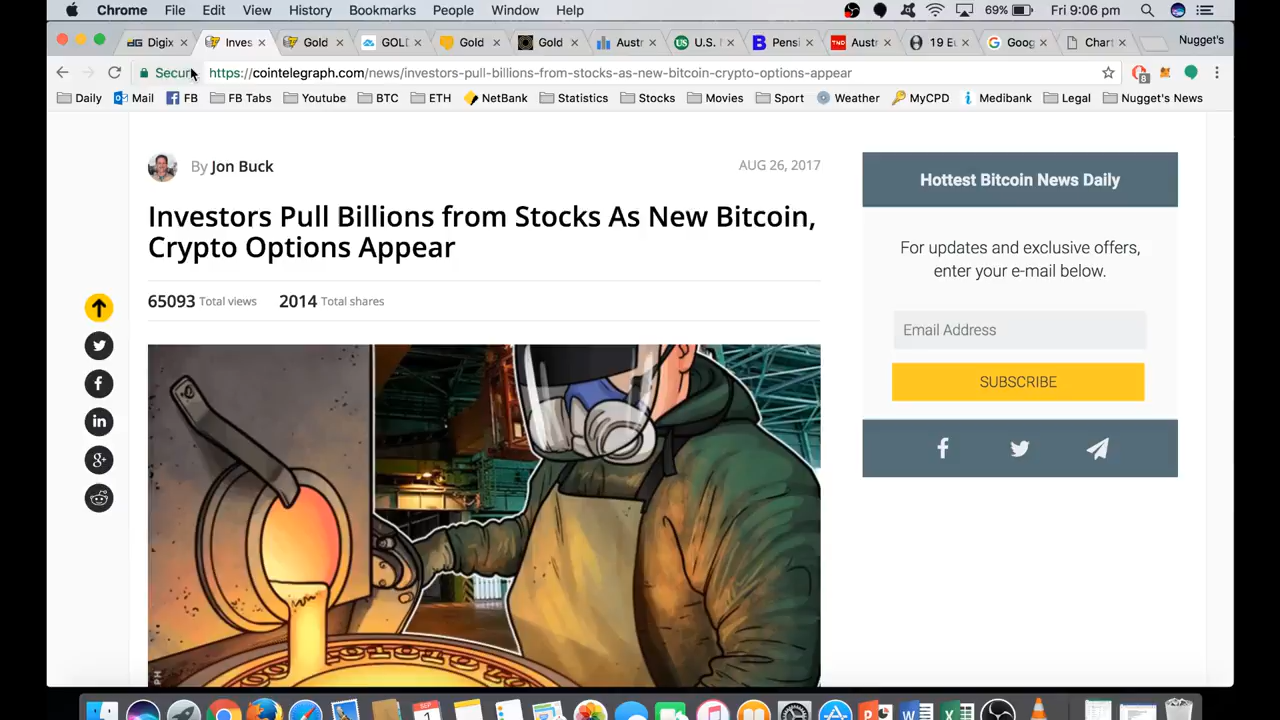 Chrome File Edit View History Bookmarks People Window Help 69% Fri 9:06 pm
Digix Inves Gold GOLD Gold Gold Austr U.S. N Pensi Austr 19 E Goog Chart Nugget's
Secure https://cointelegraph.com/news/investors-pull-billions-from-stocks-as-new-bitcoin-crypto-options-appear 8
Daily Mail FB FB Tabs Youtube BTC ETH NetBank Statistics Stocks Movies Sport Weather MyCPD Medibank Legal Nugget's News
By Jon Buck AUG 26, 2017
Investors Pull Billions from Stocks As New Bitcoin,
Crypto Options Appear
65093 Total views 2014 Total shares
Hottest Bitcoin News Daily
For updates and exclusive offers,
enter your e-mail below.
Email Address
SUBSCRIBE
SEP
1